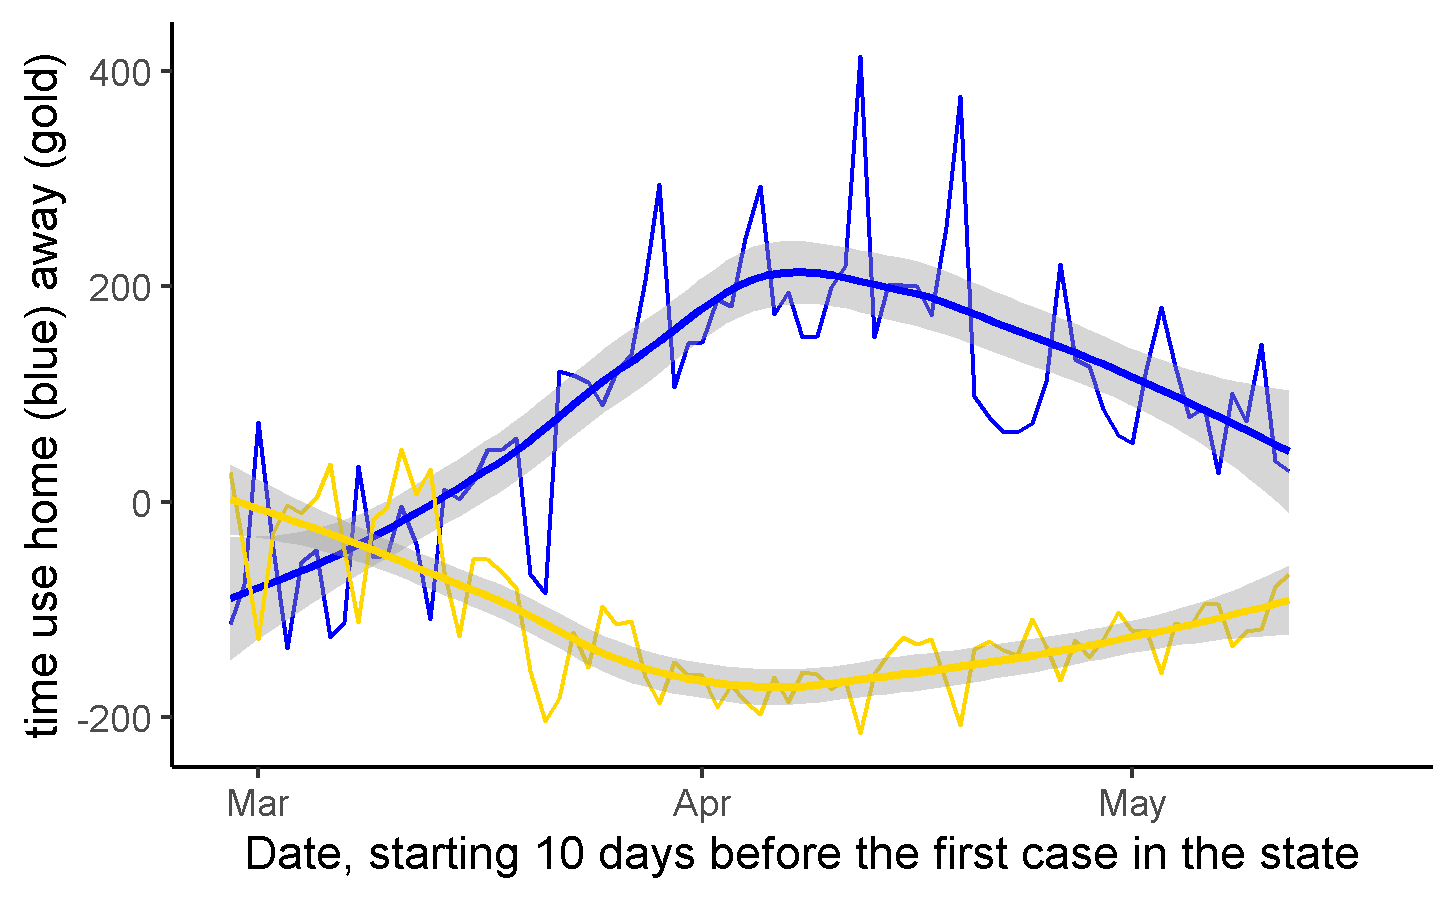 time use home (blue) away (gold)
400
200
0
-200
Mar
Apr
May
Date, starting 10 days before the first case in the state